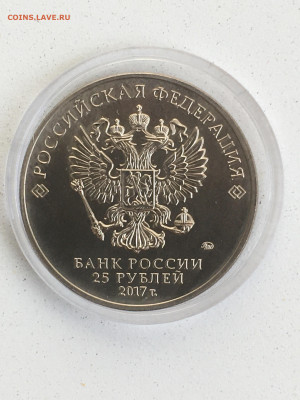 COINS.LAVE.RU
РОССИЙСКАЯ ФЕДЕРАЦИЯ
БАНК РОССИИ
25 РУБЛЕЙ
2017 г.